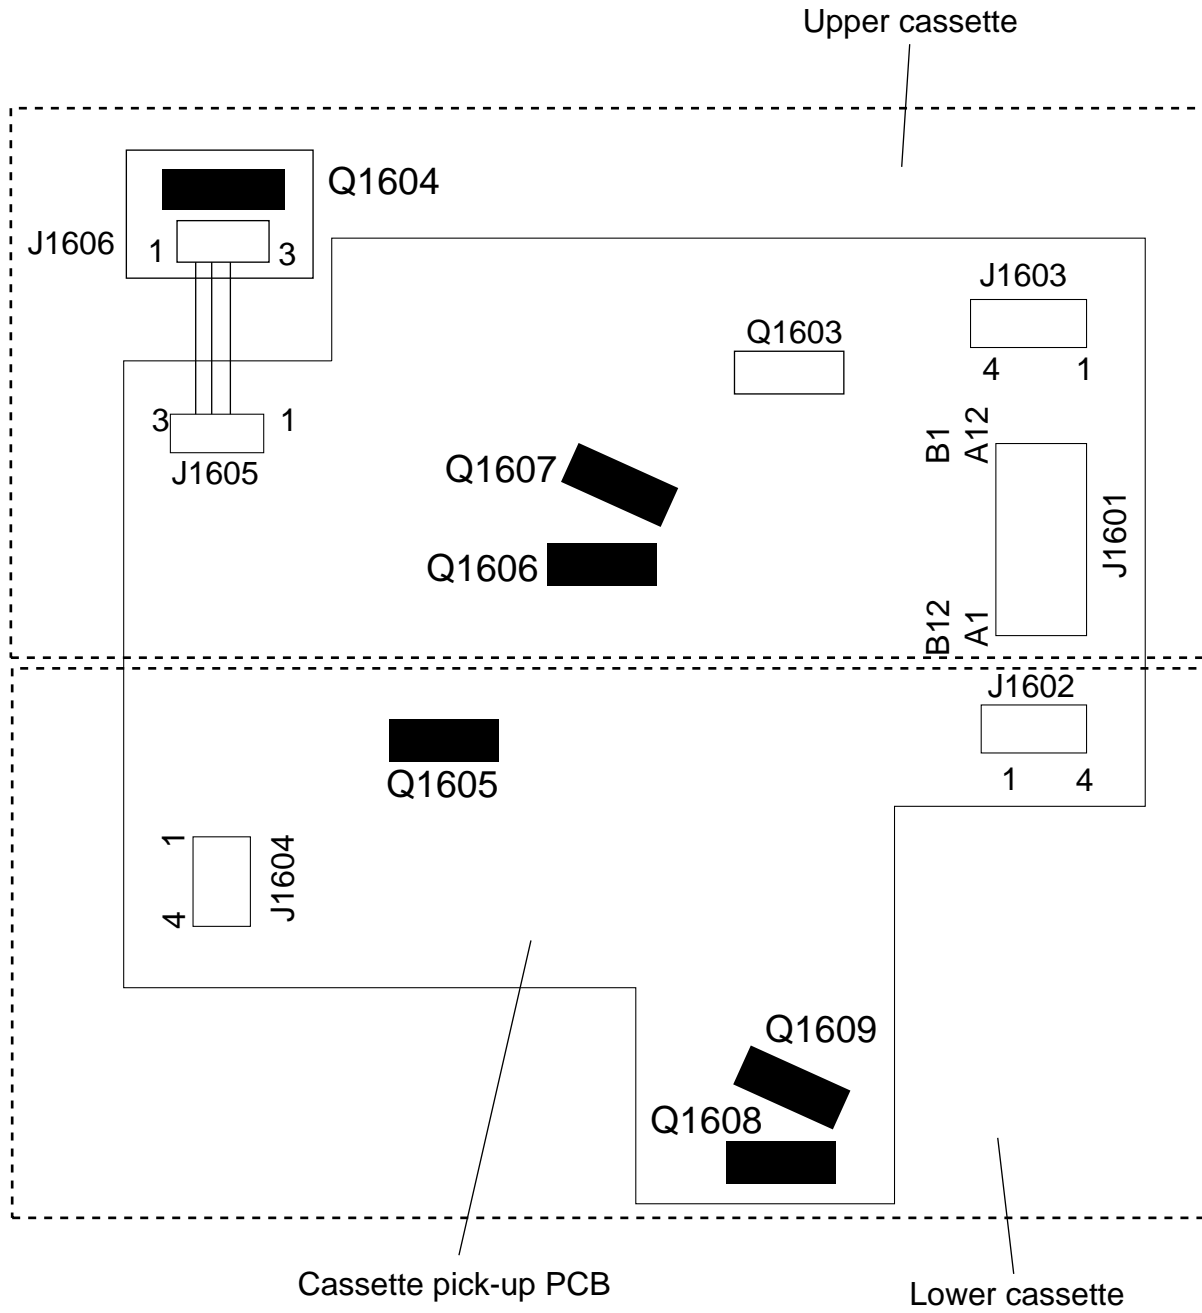 Upper cassette
Q1604
J1606
1
3
J1603
4
1
Q1603
3
1
J1605
B1
A12
Q1607
J1601
Q1606
B12
A1
J1602
1
4
Q1605
1
4
J1604
Q1609
Q1608
Cassette pick-up PCB
Lower cassette